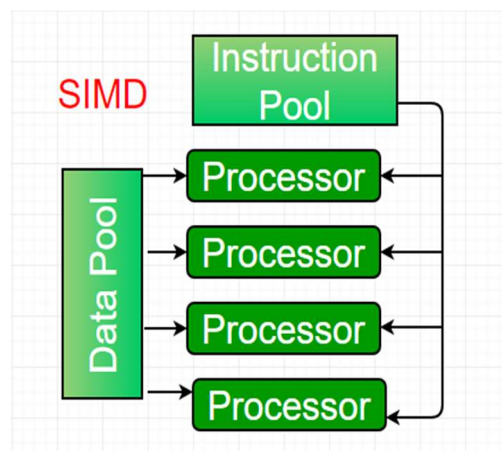 Instruction
Pool
SIMD
Processor
Data Pool
Processor
Processor
Processor